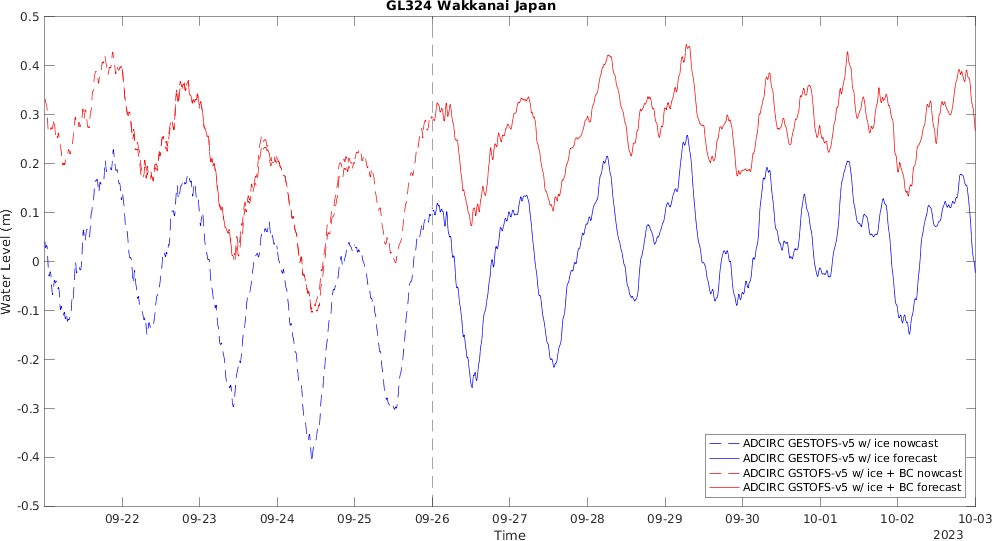 GL324 Wakkanai Japan
0.5
0.4
0.3
0.2
0.1
0
-0.1
-0.2
-0.3
-0.4
-0.5
Water Level (m)
ADCIRC GESTOFS-v5 w/ ice nowcast
ADCIRC GESTOFS-v5 w/ ice forecast
ADCIRC GSTOFS-v5 w/ ice + BC nowcast
ADCIRC GSTOFS-v5 w/ ice + BC forecast
09-22 09-23 09-24 09-25 09-26 09-27 09-28 09-29 09-30 10-01 10-02 10-03
Time
2023